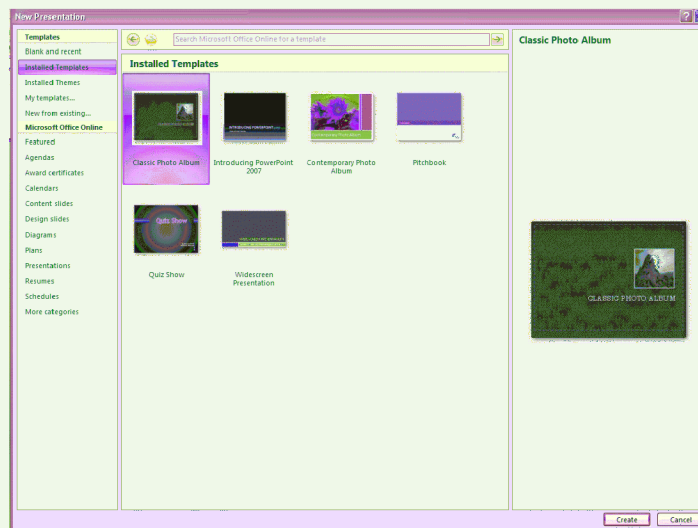 New Presentation
?
Templates
Blank and recent
Installed Templates
Installed Themes
My templates...
New from existing...
Microsoft Office Online
Featured
Agendas
Award certificates
Calendars
Content slides
Design slides
Diagrams
Plans
Presentations
Resumes
Schedules
More categories
Search Microsoft Office Online for a template
Installed Templates
Classic Photo Album
INTRODUCING POWERPOINT
Introducing PowerPoint
2007
Contemporary Photo
Album
Pitchbook
Quiz Show
Quiz Show
Widescreen
Presentation
Classic Photo Album
CLASSIC PHOTO ALBUM
Create
Cancel